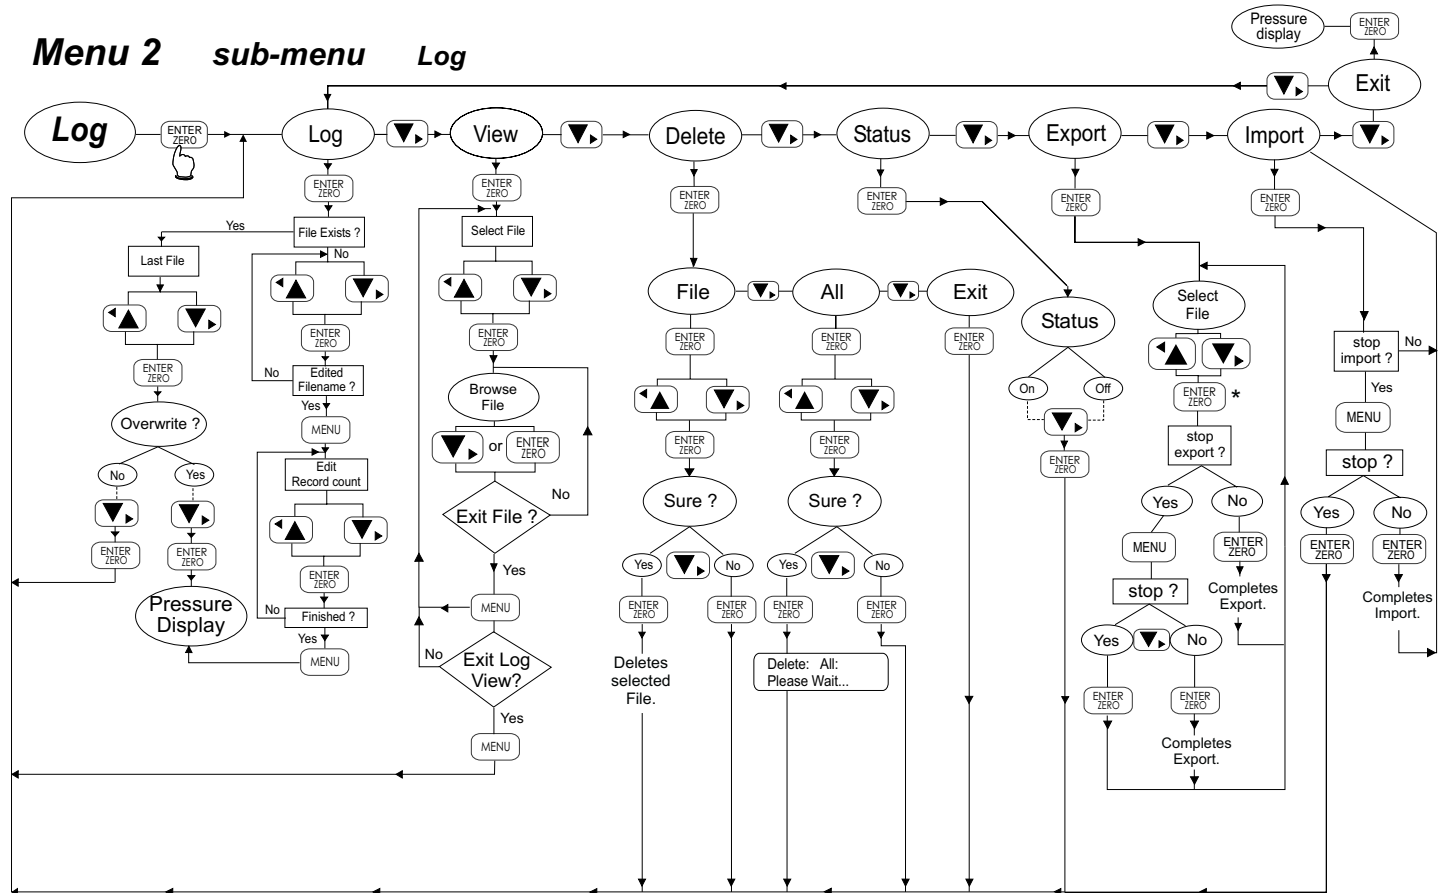 Menu 2 sub-menu Log
Pressure
display
ENTER
ZERO
Exit
Log
ENTER
ZERO
Log
View
Delete
Status
Export
Import
ENTER
ZERO
ENTER
ZERO
ENTER
ZERO
ENTER
ZERO
ENTER
ZERO
ENTER
ZERO
Yes
File Exists ?
No
Last File
ENTER
ZERO
Overwrite ?
No
Yes
ENTER
ZERO
ENTER
ZERO
Pressure
Display
ENTER
ZERO
No
Edited
Filename ?
Yes
MENU
Edit
Record count
ENTER
ZERO
No
Finished ?
Yes
MENU
Select File
ENTER
ZERO
Browse
File
or
ENTER
ZERO
Exit File ?
No
Yes
MENU
No
Exit Log
View?
Yes
MENU
File
All
Exit
ENTER
ZERO
ENTER
ZERO
ENTER
ZERO
ENTER
ZERO
ENTER
ZERO
Sure ?
Sure ?
Yes
No
Yes
No
ENTER
ZERO
ENTER
ZERO
ENTER
ZERO
ENTER
ZERO
Deletes
selected
File.
Delete: All:
Please Wait...
Status
On
Off
ENTER
ZERO
Select
File
ENTER
ZERO
*
stop
export ?
Yes
No
MENU
ENTER
ZERO
stop ?
Completes
Export.
Yes
No
ENTER
ZERO
ENTER
ZERO
Completes
Export.
stop
import ?
No
Yes
MENU
stop ?
Yes
No
ENTER
ZERO
ENTER
ZERO
Completes
Import.